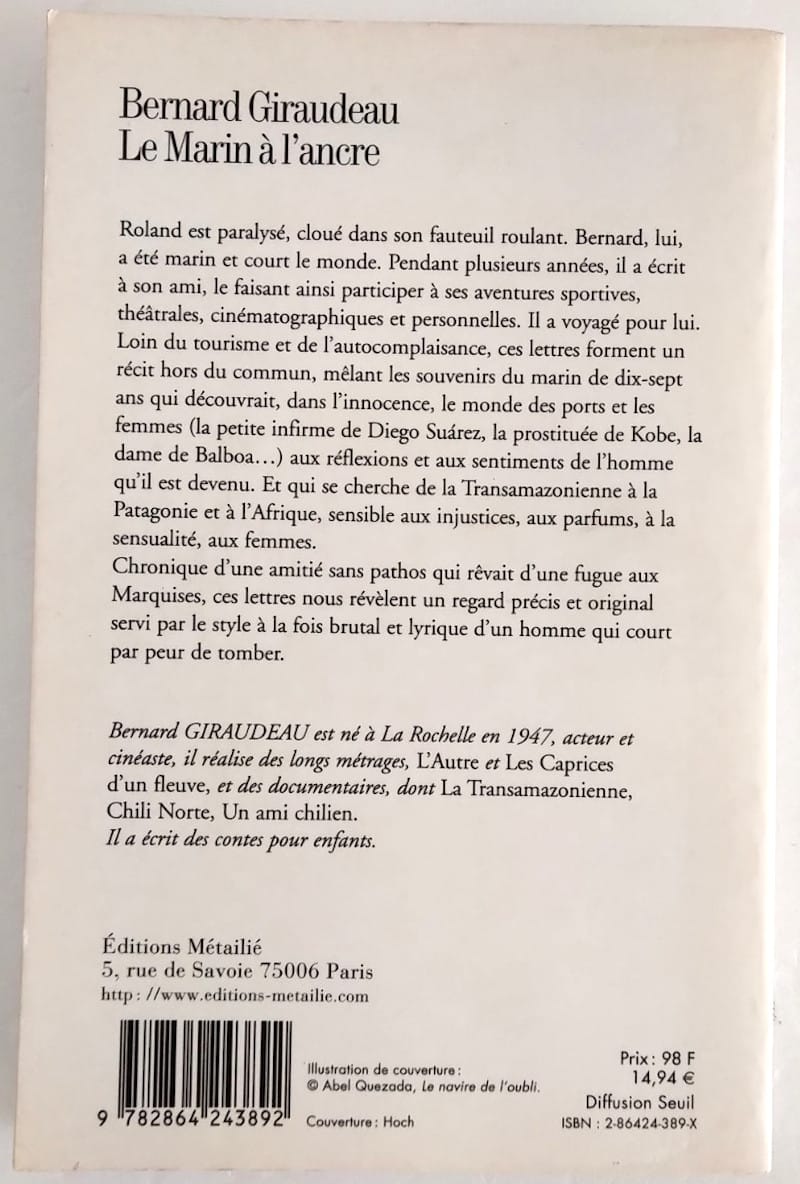 Bernard Giraudeau
Le Marin à l'ancre
Roland est paralysé, cloué dans son fauteuil roulant. Bernard, lui,
a été marin et court le monde. Pendant plusieurs années, il a écrit
à son ami, le faisant ainsi participer à ses aventures sportives,
théâtrales, cinématographiques et personnelles. Il a voyagé pour lui.
Loin du tourisme et de l'autocomplaisance, ces lettres forment un
récit hors du commun, mêlant les souvenirs du marin de dix-sept
ans qui découvrait, dans l'innocence, le monde des ports et les
femmes (la petite infirme de Diego Suárez, la prostituée de Kobe, la
dame de Balboa...) aux réflexions et aux sentiments de l'homme
qu'il est devenu. Et qui se cherche de la Transamazonienne à la
Patagonie et à l'Afrique, sensible aux injustices, aux parfums, à la
sensualité, aux femmes.
Chronique d'une amitié sans pathos qui rêvait d'une fugue aux
Marquises, ces lettres nous révèlent un regard précis et original
servi par le style à la fois brutal et lyrique d'un homme qui court
par peur de tomber.
Bernard GIRAUDEAU est né à La Rochelle en 1947, acteur et
cinéaste, il réalise des longs métrages, L'Autre et Les Caprices
d'un fleuve, et des documentaires, dont La Transamazonienne,
Chili Norte, Un ami chilien.
Il a écrit des contes pour enfants.
Éditions Métailié
5, rue de Savoie 75006 Paris
http : //www.editions-metailie.com
9 782864 243892
Illustration de couverture :
© Abel Quezada, Le navire de l'oubli.
Couverture : Hoch
Prix : 98 F
14,94 €
Diffusion Seuil
ISBN : 2-86424-389-X